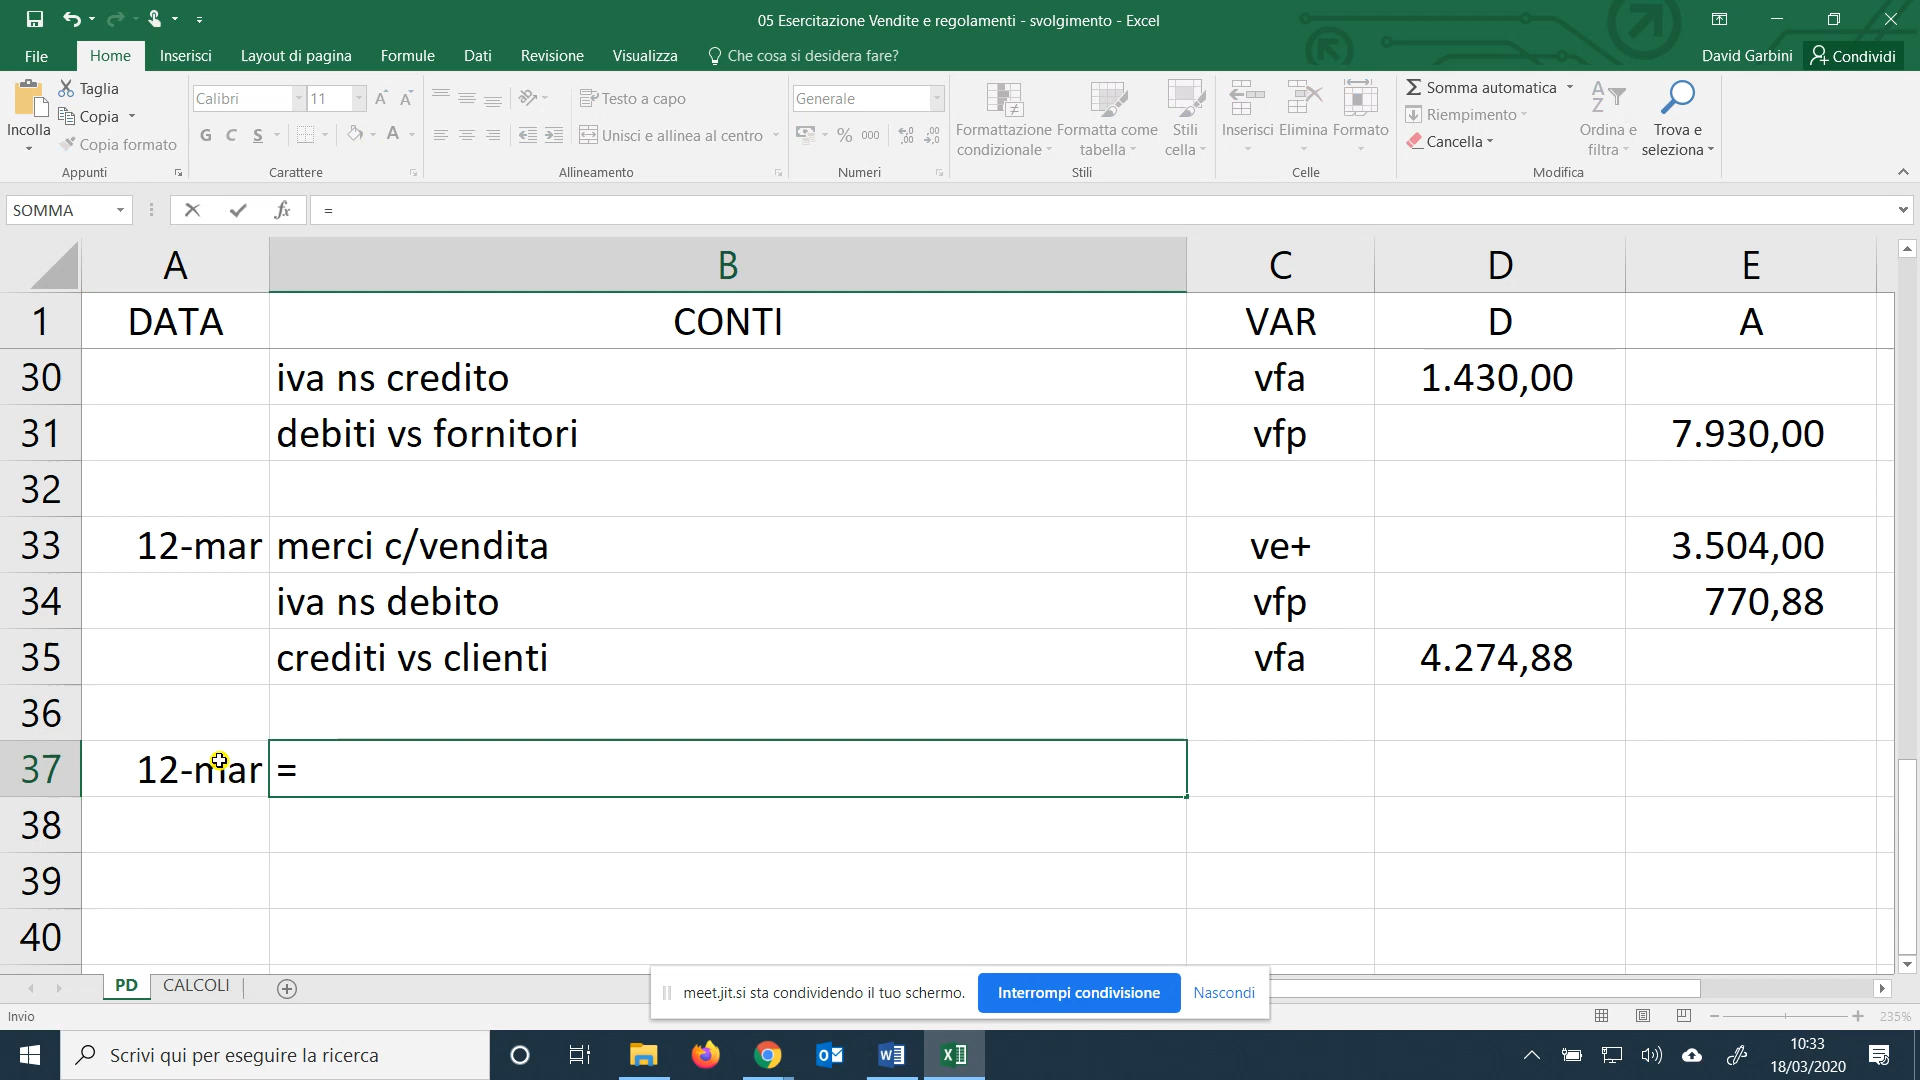 05 Esercitazione Vendite e regolamenti - svolgimento - Excel
File Home Inserisci Layout di pagina Formule Dati Revisione Visualizza Che cosa si desidera fare? David Garbini Condividi
Incolla
Taglia
Copia
Copia formato
Appunti
Calibri 11
G C S
Carattere
Testo a capo
Unisci e allinea al centro
Allineamento
Generale
% 000
Numeri
Formattazione condizionale
Formatta come tabella
Stili cella
Stili
Inserisci Elimina Formato
Celle
Somma automatica
Riempimento
Cancella
Ordina e filtra
Trova e seleziona
Modifica
SOMMA fx =
A B C D E
1 DATA CONTI VAR D A
30 iva ns credito vfa 1.430,00
31 debiti vs fornitori vfp 7.930,00
32
33 12-mar merci c/vendita ve+ 3.504,00
34 iva ns debito vfp 770,88
35 crediti vs clienti vfa 4.274,88
36
37 12-mar =
38
39
40
PD CALCOLI
meet.jit.si sta condividendo il tuo schermo. Interrompi condivisione Nascondi
Invio 235%
Scrivi qui per eseguire la ricerca
10:33
18/03/2020